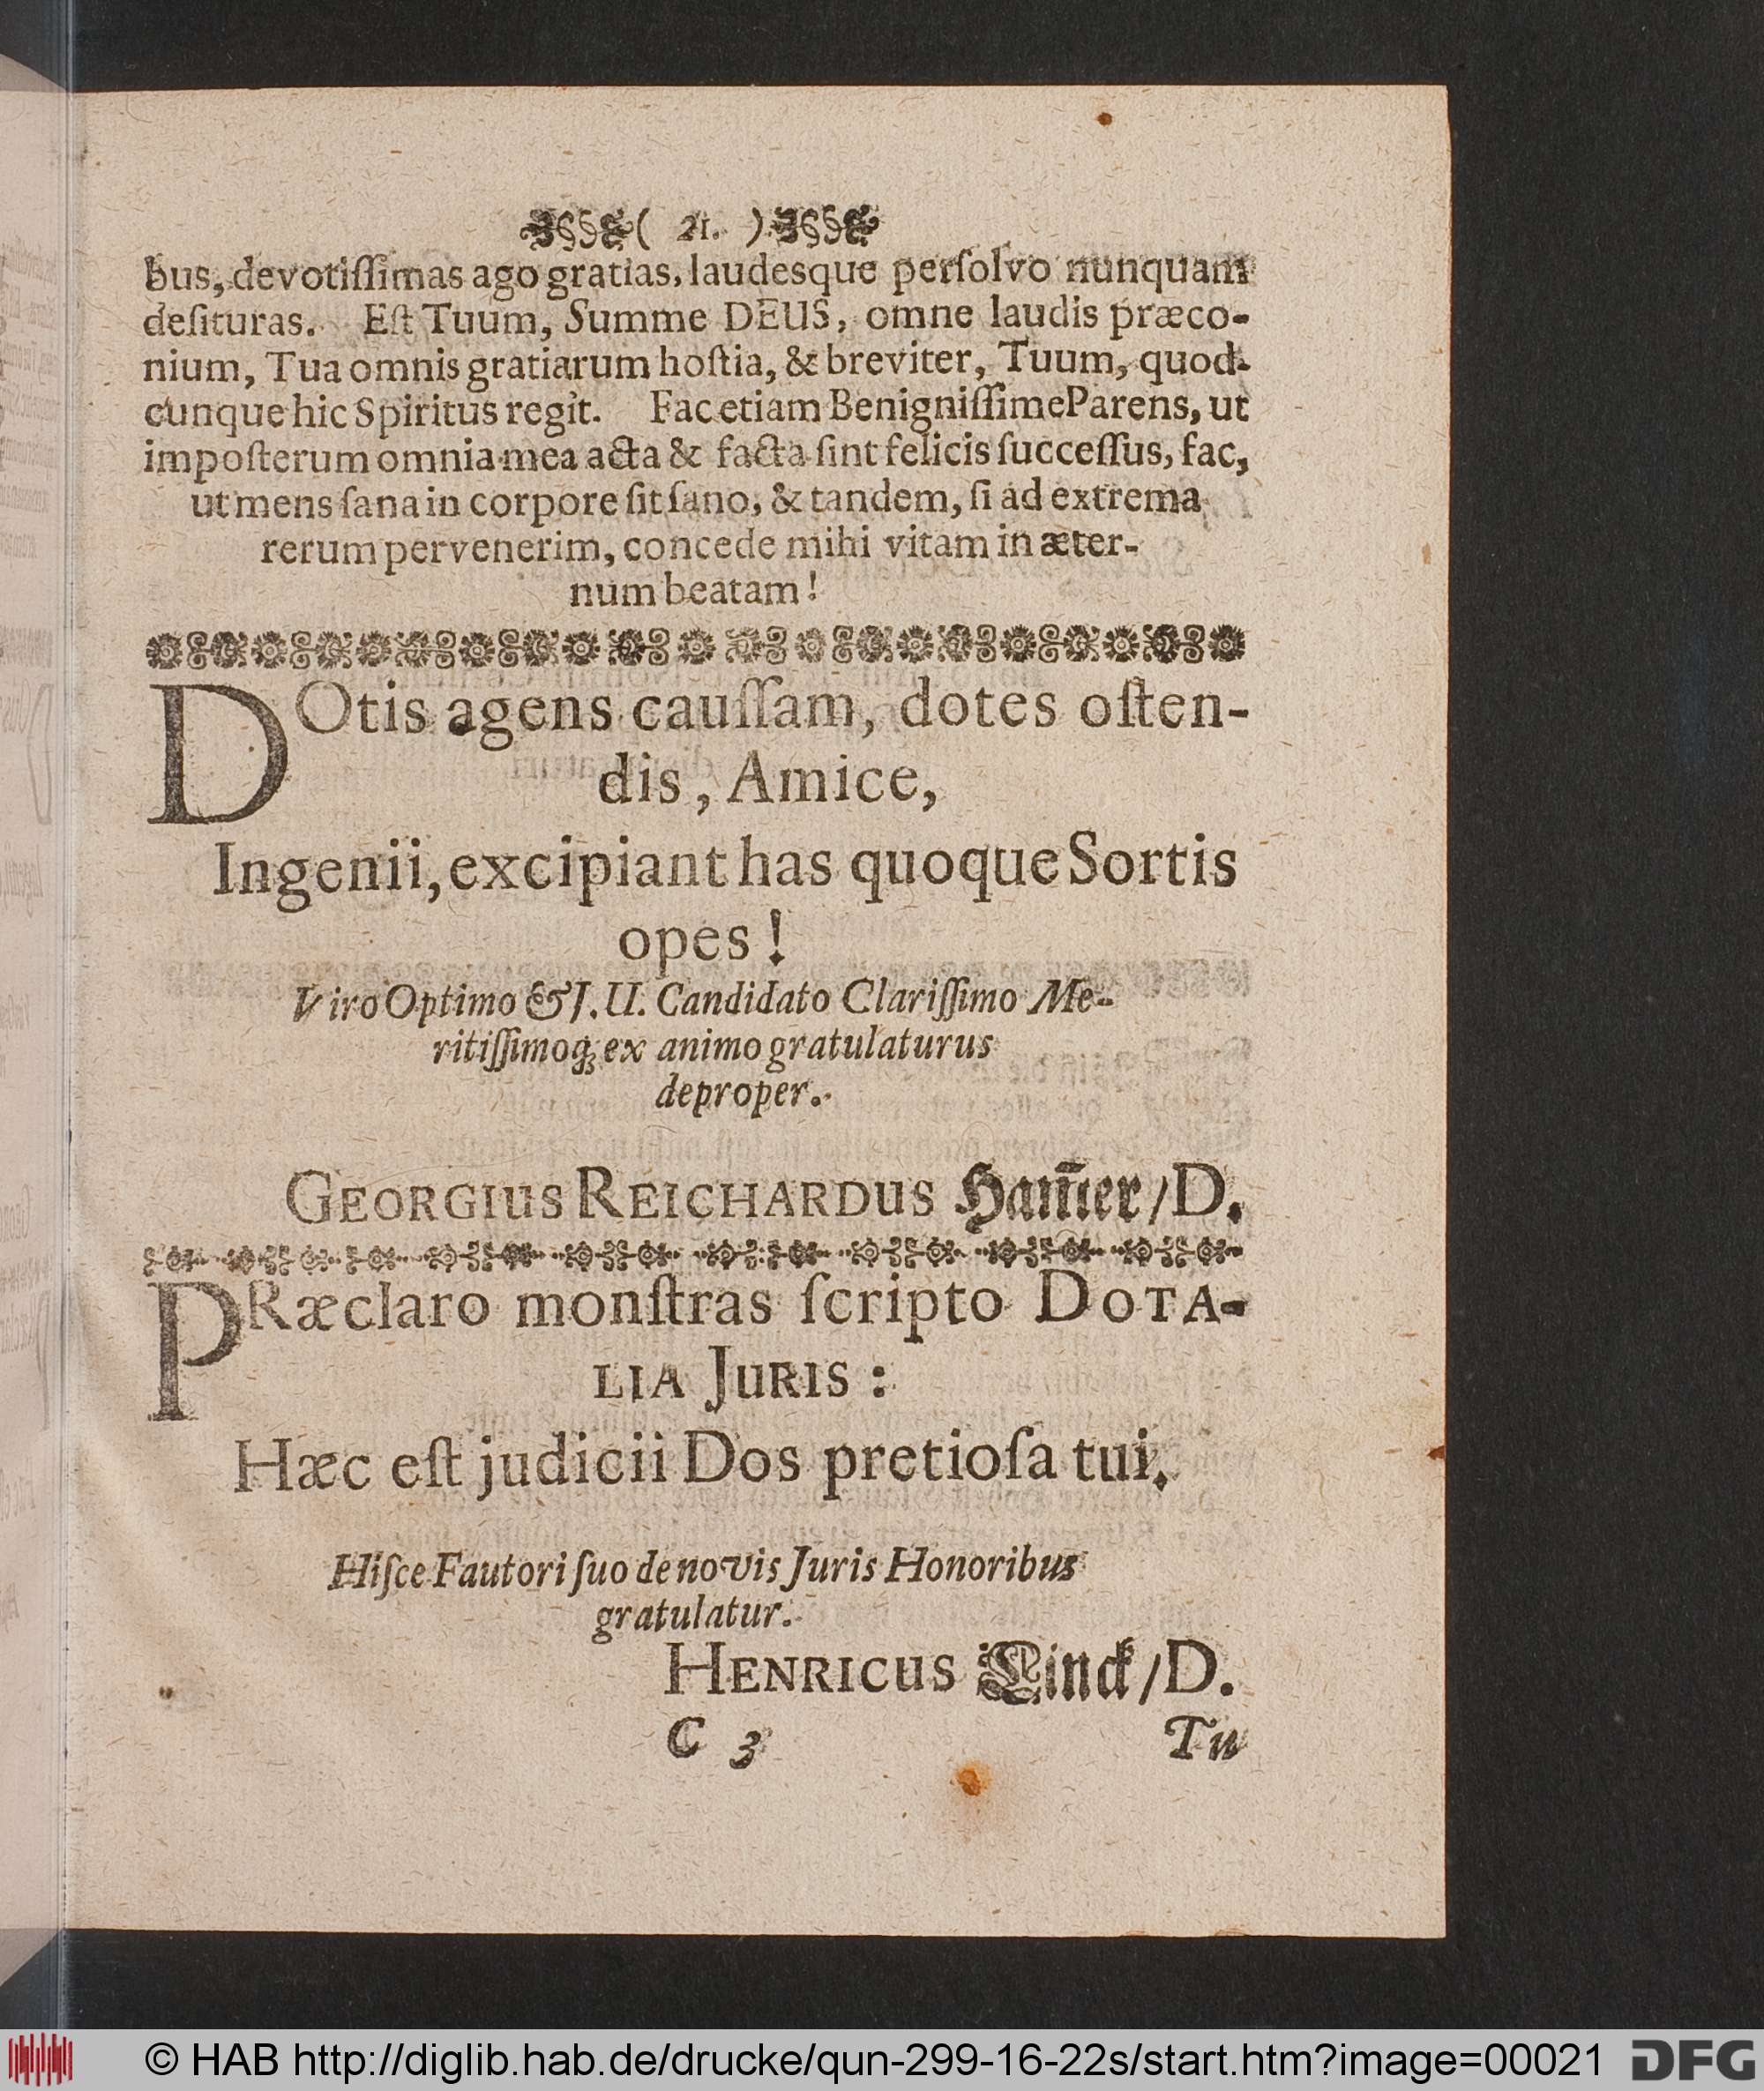 ( 21. )
bus, devotiſſimas ago gratias, laudesque perſolvo nunquam
deſituras. Eſt Tuum, Summe DEUS, omne laudis præco-
nium, Tua omnis gratiarum hoſtia, & breviter, Tuum, quod-
cunque hic Spiritus regit. Fac etiam Benigniſſime Parens, ut
impoſterum omnia mea acta & facta ſint felicis ſucceſſus, fac,
ut mens ſana in corpore ſit ſano, & tandem, ſi ad extrema
rerum pervenerim, concede mihi vitam in æter-
num beatam!
DOtis agens cauſſam, dotes oſten-
dis, Amice,
Ingenii, excipiant has quoque Sortis
opes!
Viro Optimo & J. U. Candidato Clariſſimo Me-
ritiſſimoq; ex animo gratulaturus
deproper.
GEORGIUS REICHARDUS Ham̄er / D.
PRæclaro monſtras ſcripto DOTA-
LIA JURIS:
Hæc eſt judicii Dos pretioſa tui.
Hiſce Fautori ſuo de novis Juris Honoribus
gratulatur.
HENRICUS Linck / D.
C 3 Tu
© HAB http://diglib.hab.de/drucke/qun-299-16-22s/start.htm?image=00021 DFG